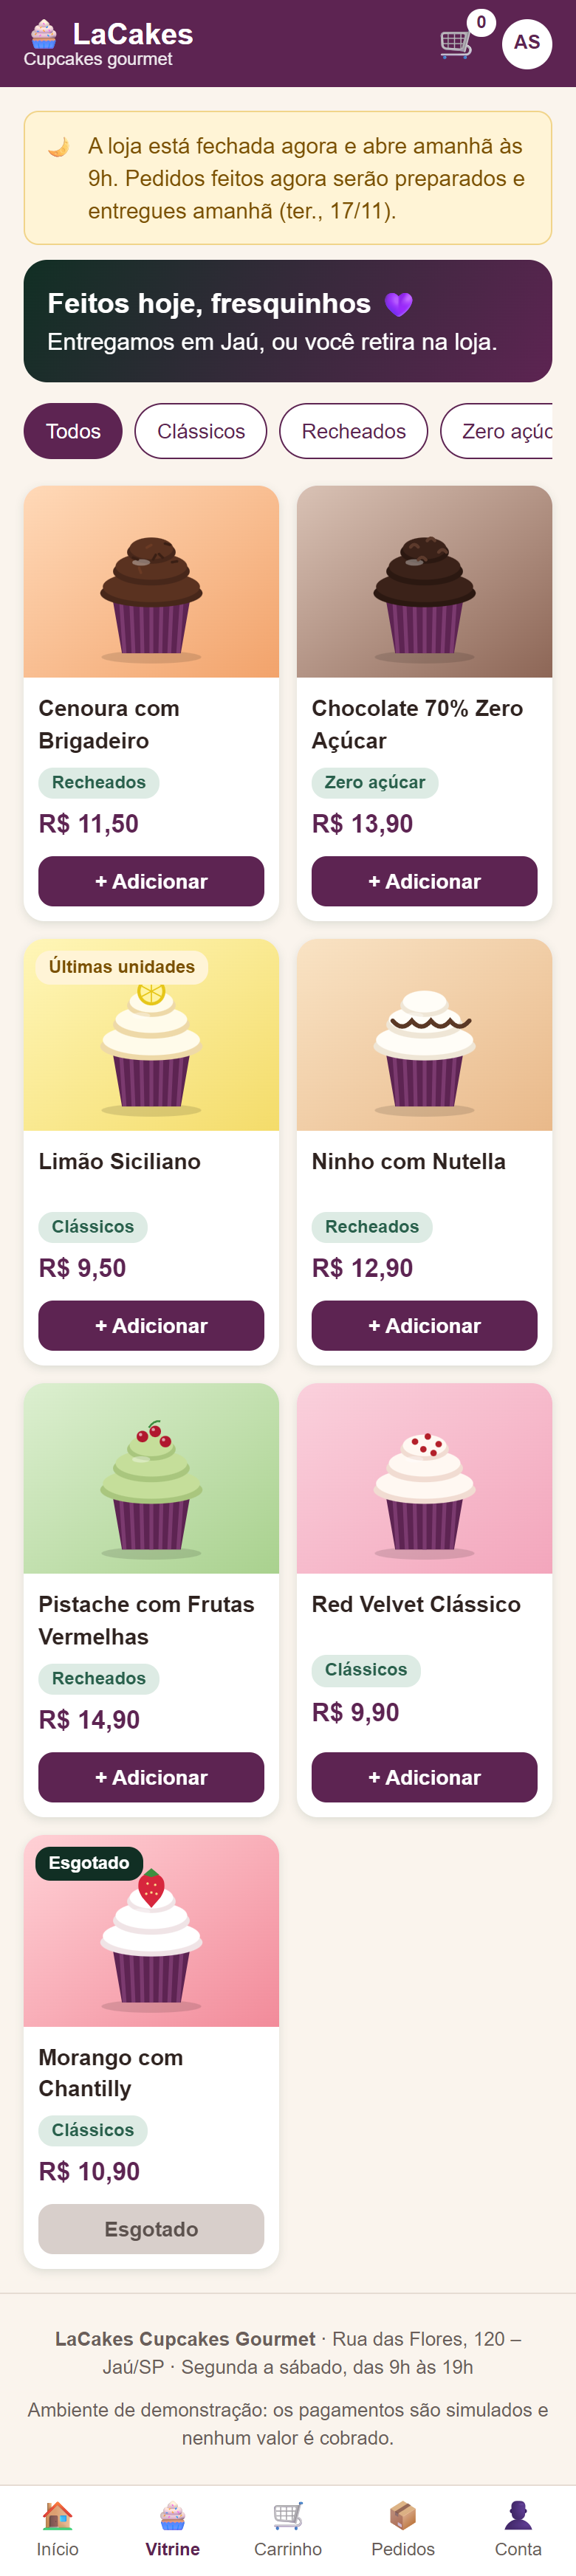 LaCakes
Cupcakes gourmet
0
AS
A loja está fechada agora e abre amanhã às
9h. Pedidos feitos agora serão preparados e
entregues amanhã (ter., 17/11).
Feitos hoje, fresquinhos
Entregamos em Jaú, ou você retira na loja.
Todos
Clássicos
Recheados
Zero açúc
Cenoura com
Brigadeiro
Recheados
R$ 11,50
+ Adicionar
Chocolate 70% Zero
Açúcar
Zero açúcar
R$ 13,90
+ Adicionar
Últimas unidades
Limão Siciliano
Clássicos
R$ 9,50
+ Adicionar
Ninho com Nutella
Recheados
R$ 12,90
+ Adicionar
Pistache com Frutas
Vermelhas
Recheados
R$ 14,90
+ Adicionar
Red Velvet Clássico
Clássicos
R$ 9,90
+ Adicionar
Esgotado
Morango com
Chantilly
Clássicos
R$ 10,90
Esgotado
LaCakes Cupcakes Gourmet · Rua das Flores, 120 –
Jaú/SP · Segunda a sábado, das 9h às 19h
Ambiente de demonstração: os pagamentos são simulados e
nenhum valor é cobrado.
Início
Vitrine
Carrinho
Pedidos
Conta